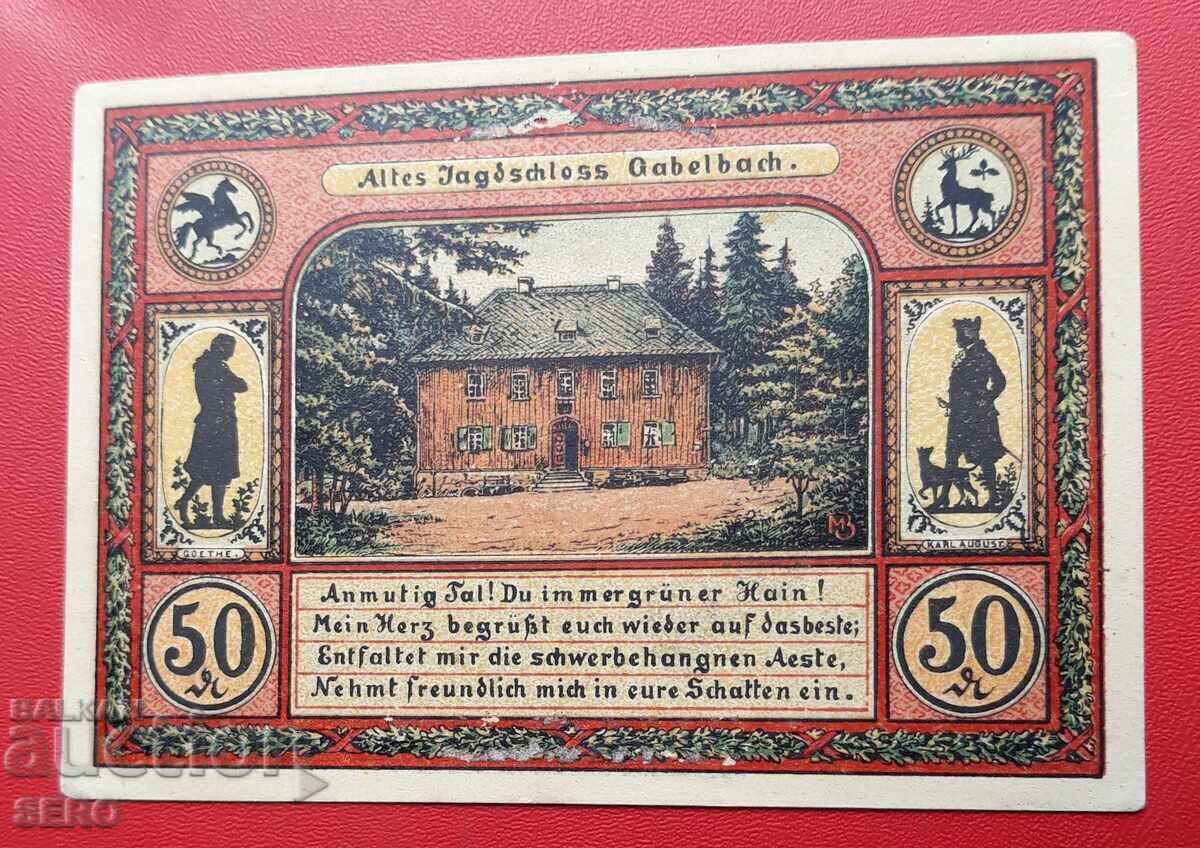 Altes Jagdschloss Gabelbach.
GOETHE.
KARL AUGUST
MB
Anmutig Tal! Du immergrüner Hain!
Mein Herz begrüßt euch wieder auf dasbeste;
Entfaltet mir die schwerbehangnen Aeste,
Nehmt freundlich mich in eure Schatten ein.
50
50
BALKAN
auction
SERO